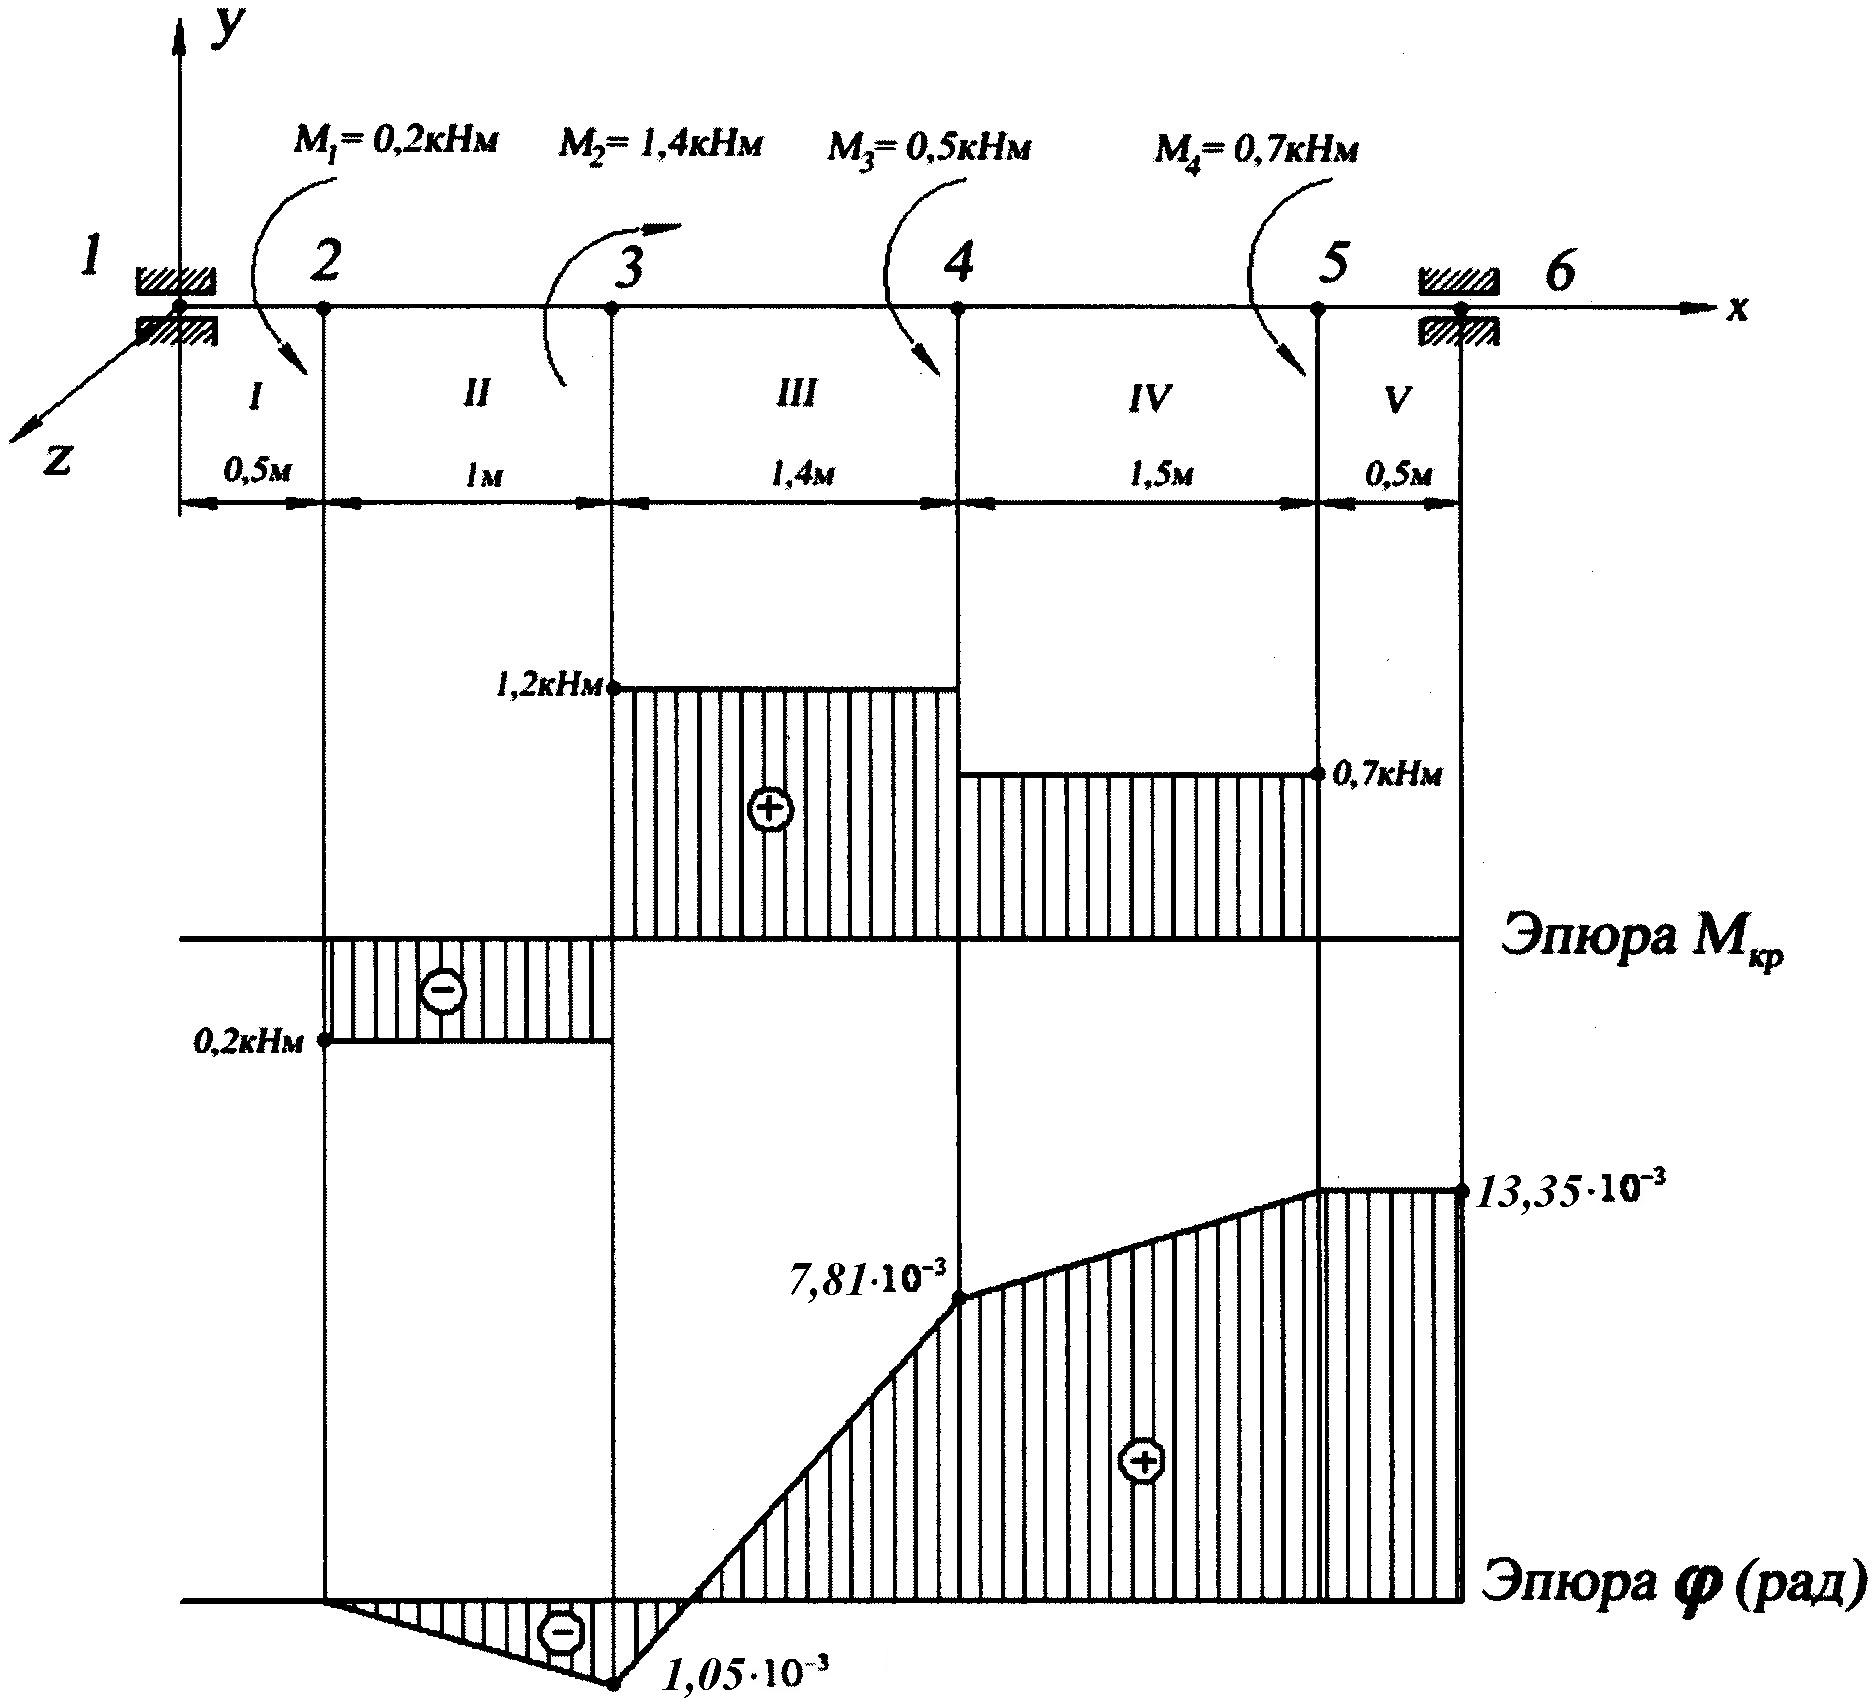 y
M1= 0,2кНм M2= 1,4кНм M3= 0,5кНм M4= 0,7кНм
1 2 3 4 5 6
x
I II III IV V
z
0,5м 1м 1,4м 1,5м 0,5м
1,2кНм
0,7кНм
+
Эпюра Mкр
−
0,2кНм
13,35·10⁻³
7,81·10⁻³
+
Эпюра φ (рад)
−
1,05·10⁻³